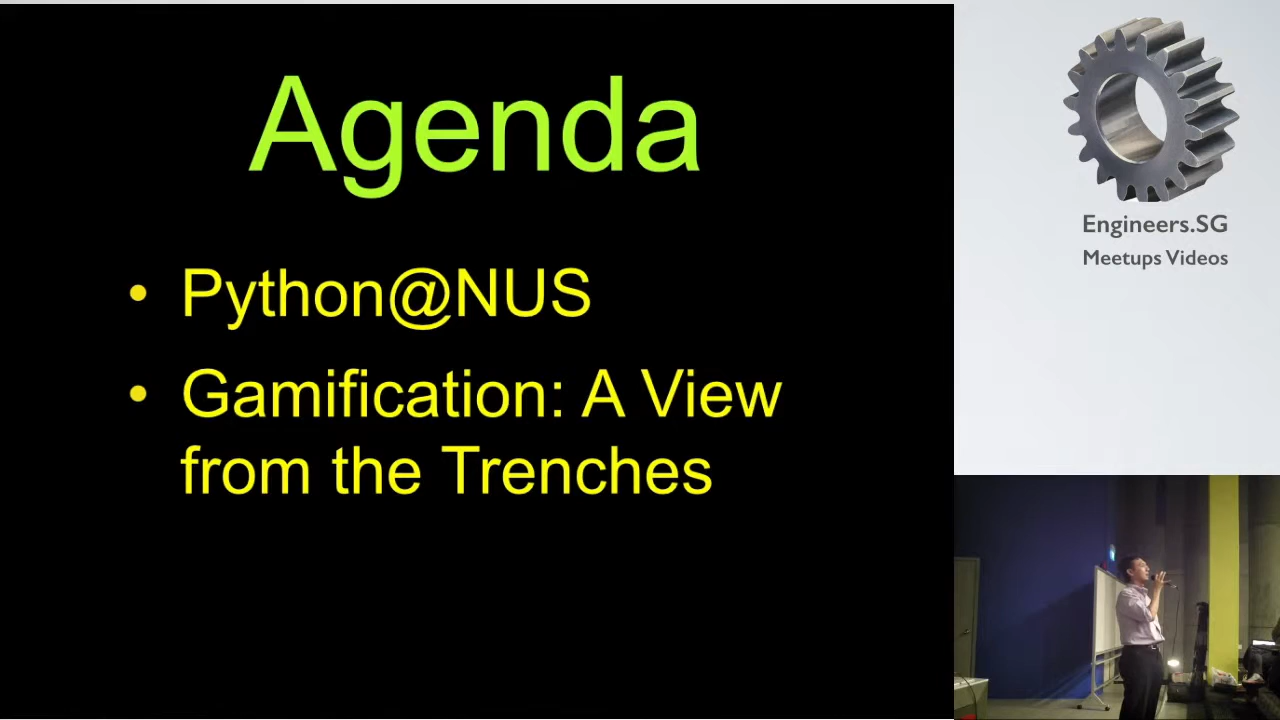 Agenda
• Python@NUS
• Gamification: A View
from the Trenches
Engineers.SG
Meetups Videos